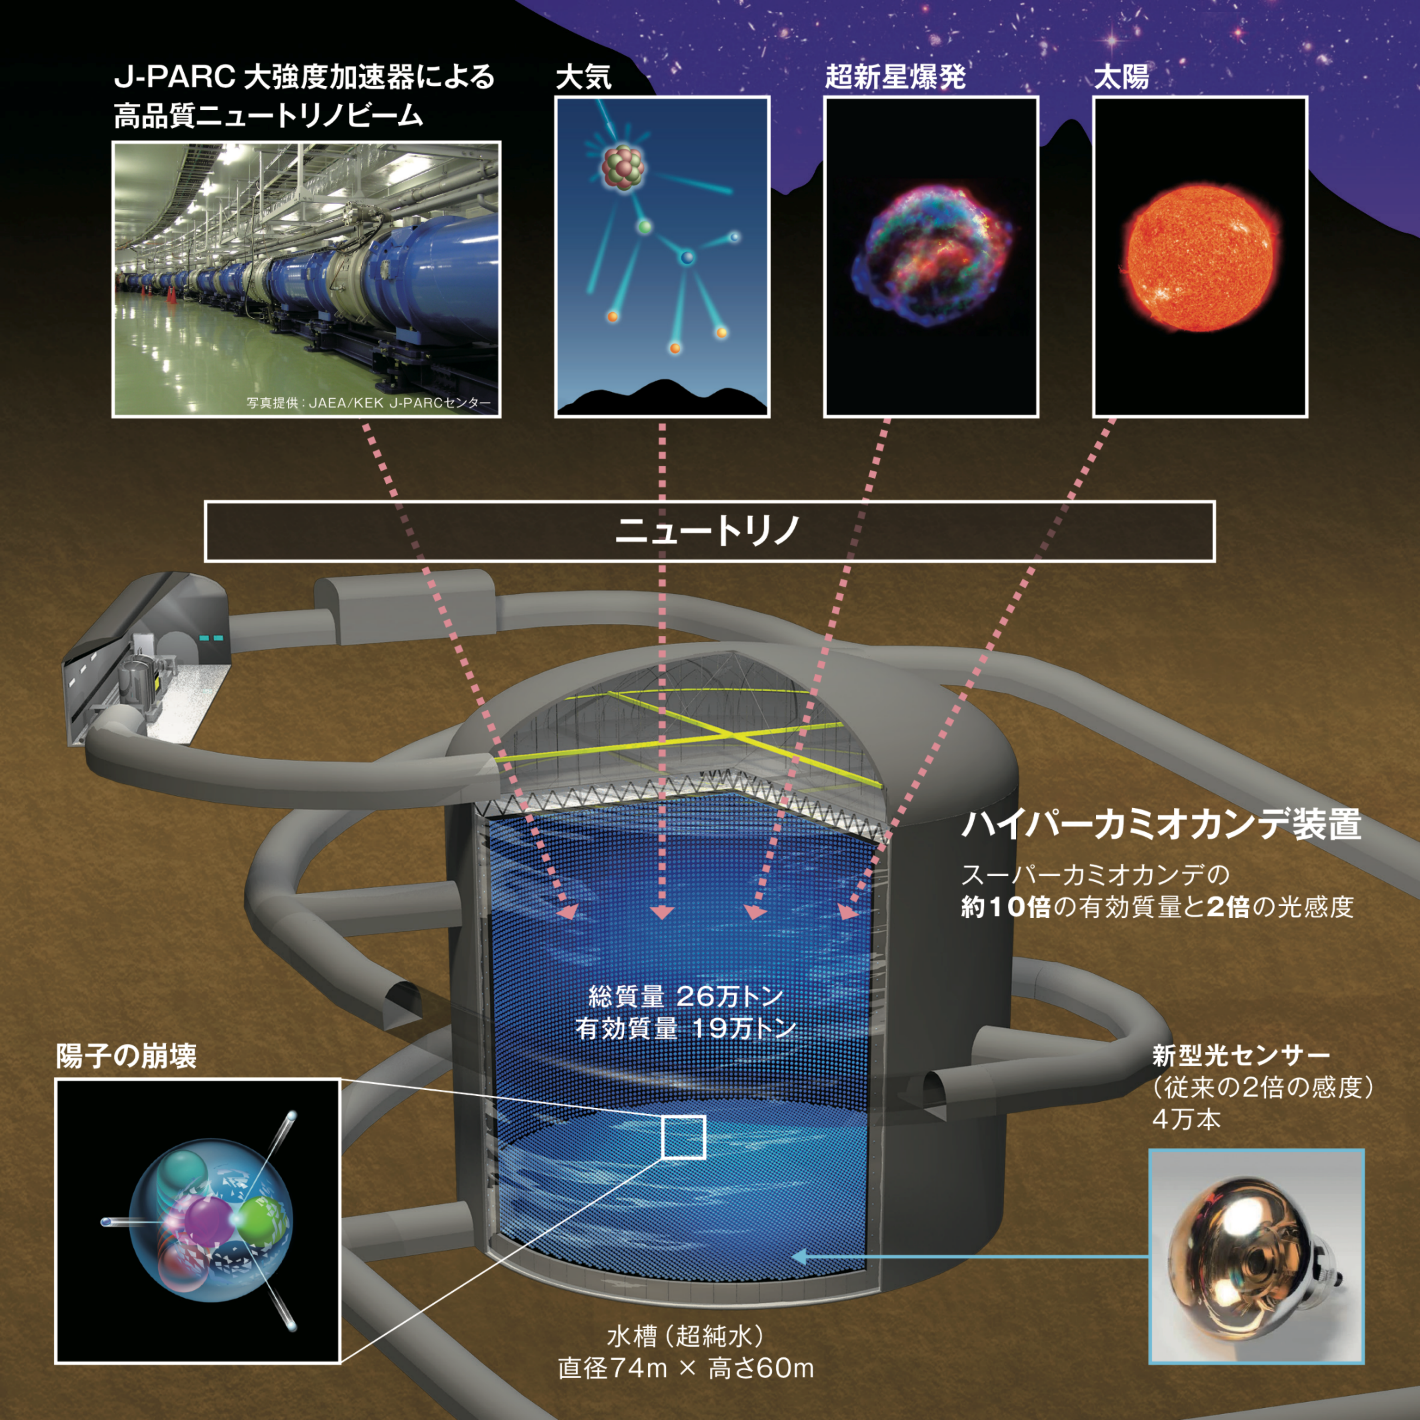 J-PARC 大強度加速器による
高品質ニュートリノビーム
大気
超新星爆発
太陽
写真提供：JAEA/KEK J-PARCセンター
ニュートリノ
ハイパーカミオカンデ装置
スーパーカミオカンデの
約10倍の有効質量と2倍の光感度
総質量 26万トン
有効質量 19万トン
陽子の崩壊
新型光センサー
（従来の2倍の感度）
4万本
水槽（超純水）
直径74m × 高さ60m